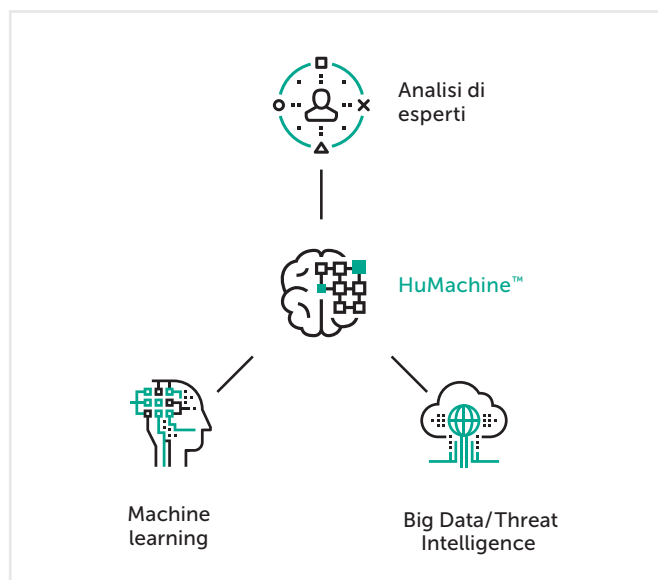 Analisi di
esperti
HuMachine™
Machine
learning
Big Data/Threat
Intelligence